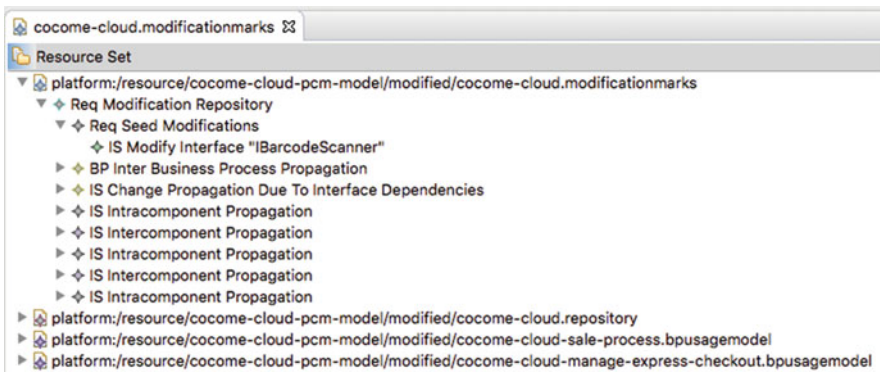 cocome-cloud.modificationmarks
Resource Set
platform:/resource/cocome-cloud-pcm-model/modified/cocome-cloud.modificationmarks
Req Modification Repository
Req Seed Modifications
IS Modify Interface "IBarcodeScanner"
BP Inter Business Process Propagation
IS Change Propagation Due To Interface Dependencies
IS Intracomponent Propagation
IS Intercomponent Propagation
IS Intracomponent Propagation
IS Intercomponent Propagation
IS Intracomponent Propagation
platform:/resource/cocome-cloud-pcm-model/modified/cocome-cloud.repository
platform:/resource/cocome-cloud-pcm-model/modified/cocome-cloud-sale-process.bpusagemodel
platform:/resource/cocome-cloud-pcm-model/modified/cocome-cloud-manage-express-checkout.bpusagemodel